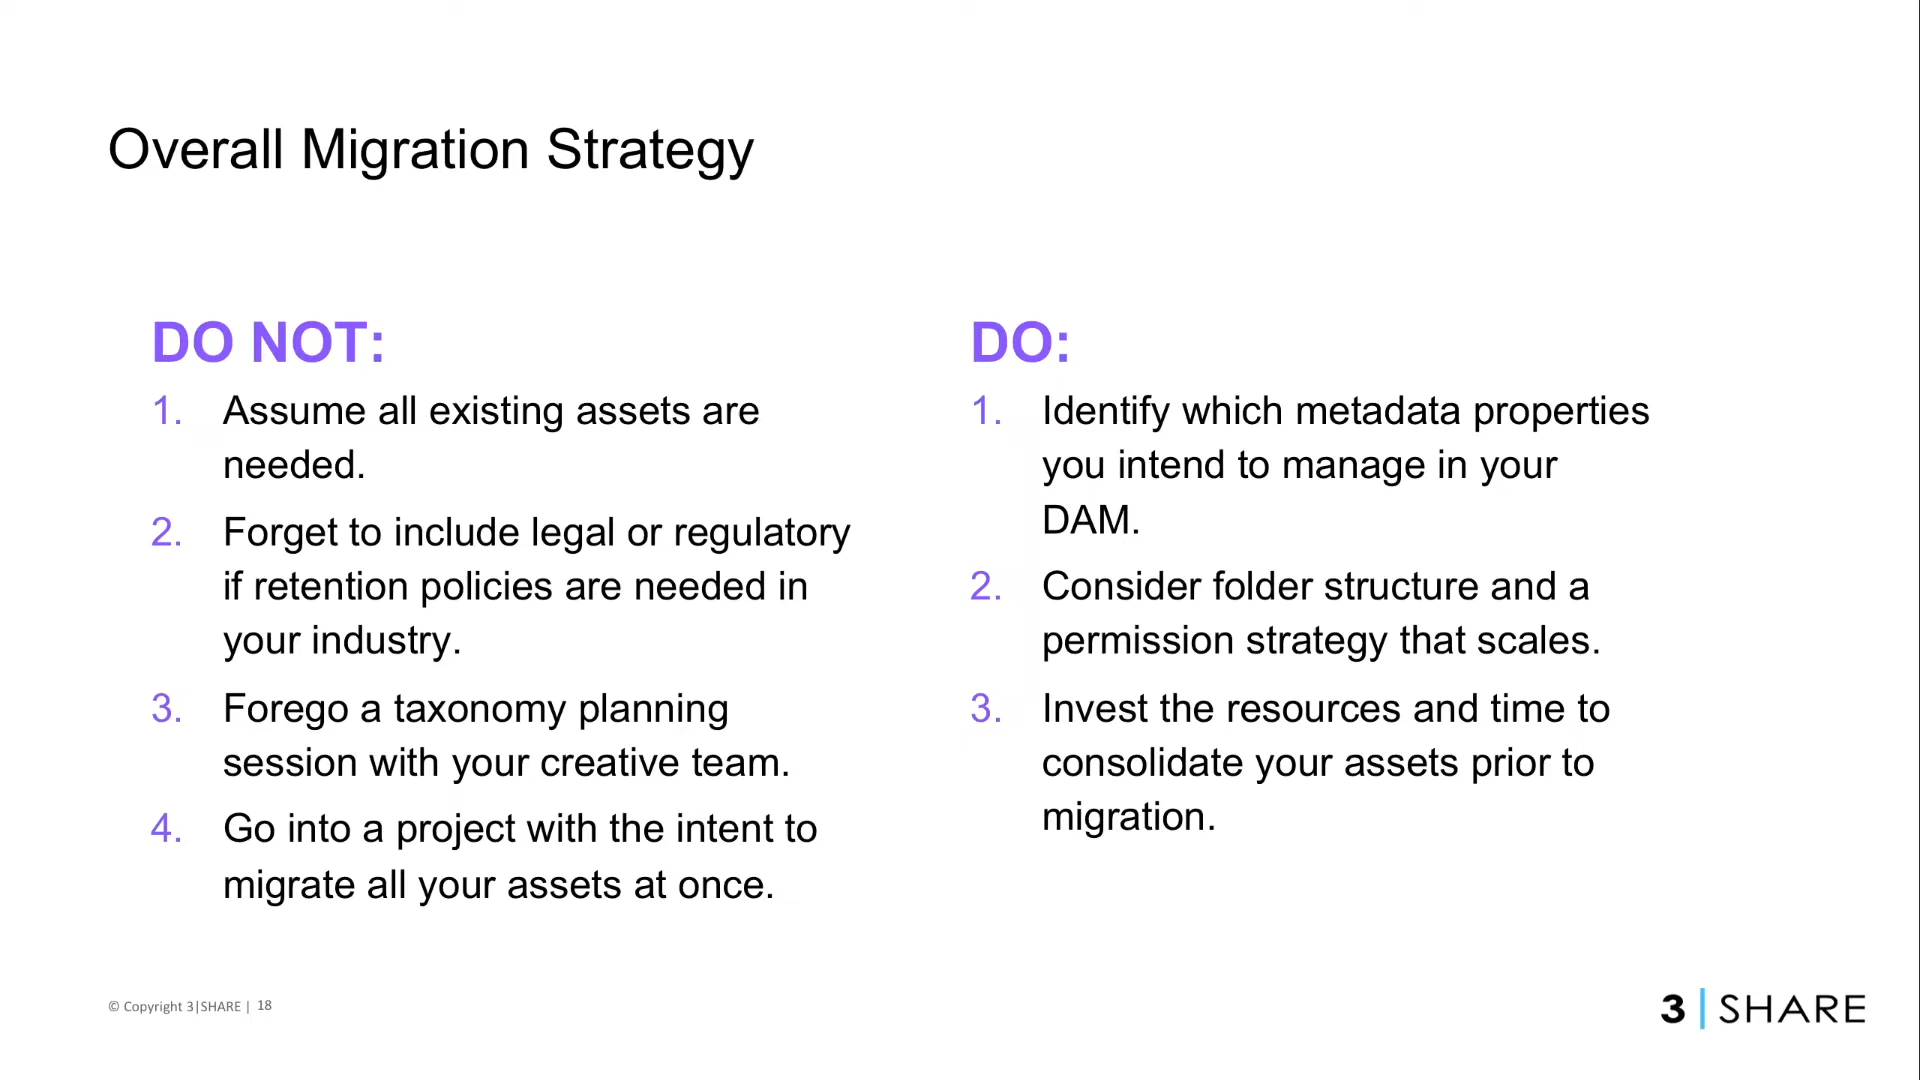 Overall Migration Strategy
DO NOT:
1. Assume all existing assets are
needed.
2. Forget to include legal or regulatory
if retention policies are needed in
your industry.
3. Forego a taxonomy planning
session with your creative team.
4. Go into a project with the intent to
migrate all your assets at once.
DO:
1. Identify which metadata properties
you intend to manage in your
DAM.
2. Consider folder structure and a
permission strategy that scales.
3. Invest the resources and time to
consolidate your assets prior to
migration.
© Copyright 3|SHARE | 18
3 | SHARE